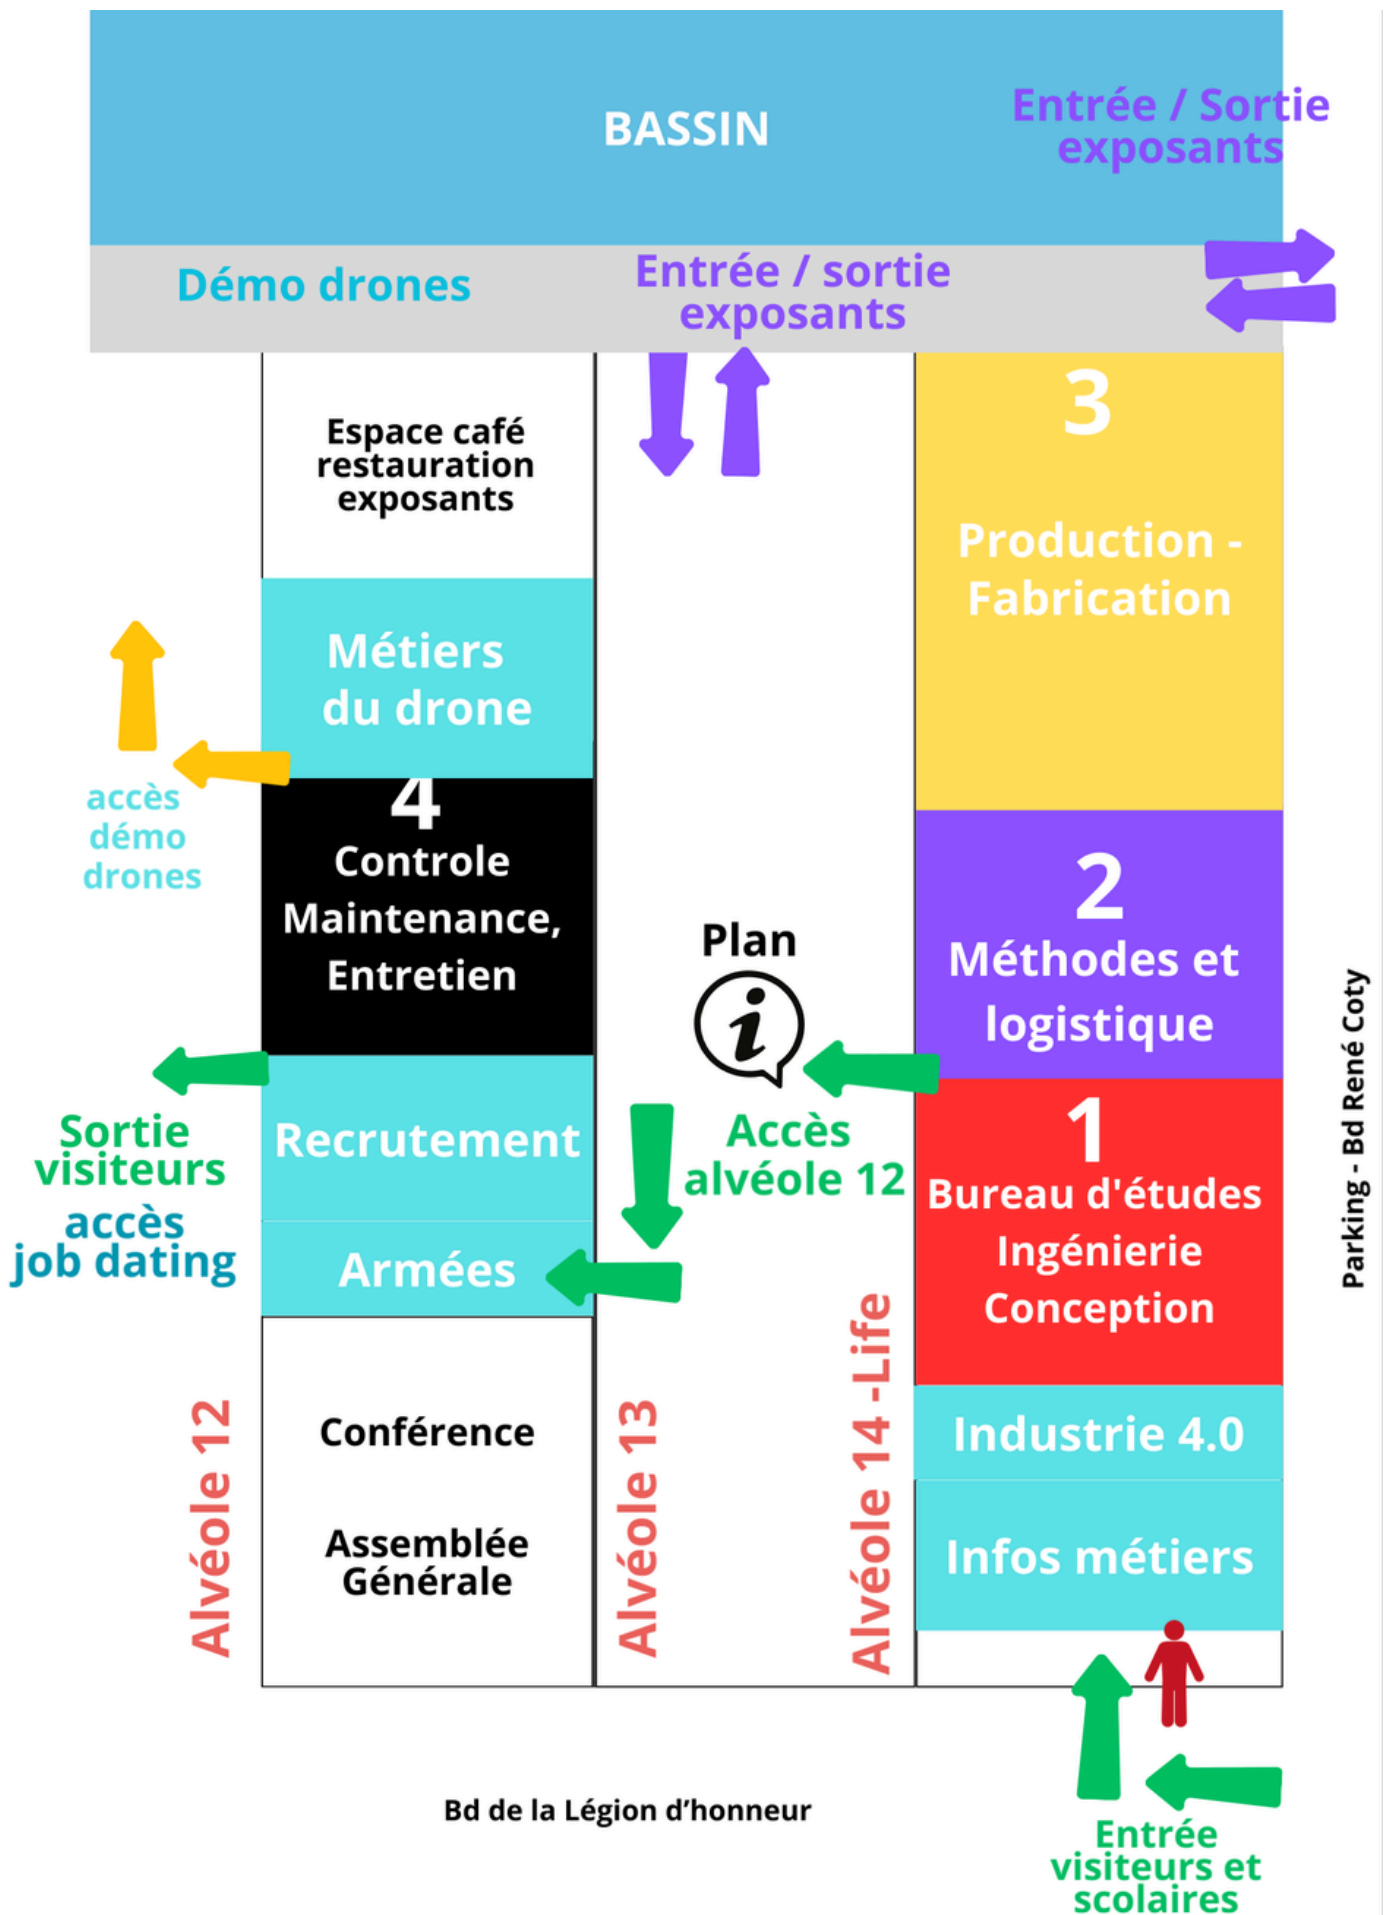 BASSIN
Entrée / Sortie
exposants
Démo drones
Entrée / sortie
exposants
Espace café
restauration
exposants
Métiers
du drone
accès
démo
drones
4
Controle
Maintenance,
Entretien
Sortie
visiteurs
accès
job dating
Recrutement
Armées
Conférence
Assemblée
Générale
Alvéole 12
Alvéole 13
Plan
i
Accès
alvéole 12
Alvéole 14 -Life
3
Production -
Fabrication
2
Méthodes et
logistique
1
Bureau d'études
Ingénierie
Conception
Industrie 4.0
Infos métiers
Parking - Bd René Coty
Bd de la Légion d’honneur
Entrée
visiteurs et
scolaires